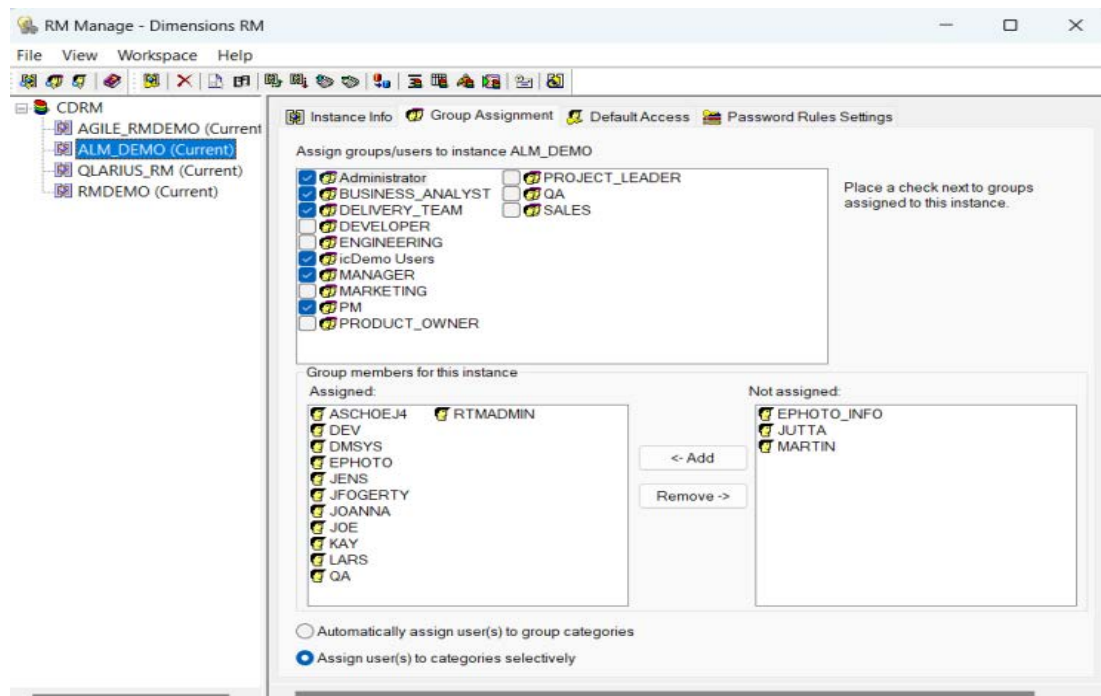 RM Manage - Dimensions RM
File View Workspace Help
CDRM
AGILE_RMDEMO (Current
ALM_DEMO (Current)
QLARIUS_RM (Current)
RMDEMO (Current)
Instance Info Group Assignment Default Access Password Rules Settings
Assign groups/users to instance ALM_DEMO
Administrator PROJECT_LEADER
BUSINESS_ANALYST QA
DELIVERY_TEAM SALES
DEVELOPER
ENGINEERING
icDemo Users
MANAGER
MARKETING
PM
PRODUCT_OWNER
Place a check next to groups
assigned to this instance.
Group members for this instance
Assigned:
ASCHOEJ4 RTMADMIN
DEV
DMSYS
EPHOTO
JENS
JFOGERTY
JOANNA
JOE
KAY
LARS
QA
<- Add
Remove ->
Not assigned:
EPHOTO_INFO
JUTTA
MARTIN
Automatically assign user(s) to group categories
Assign user(s) to categories selectively